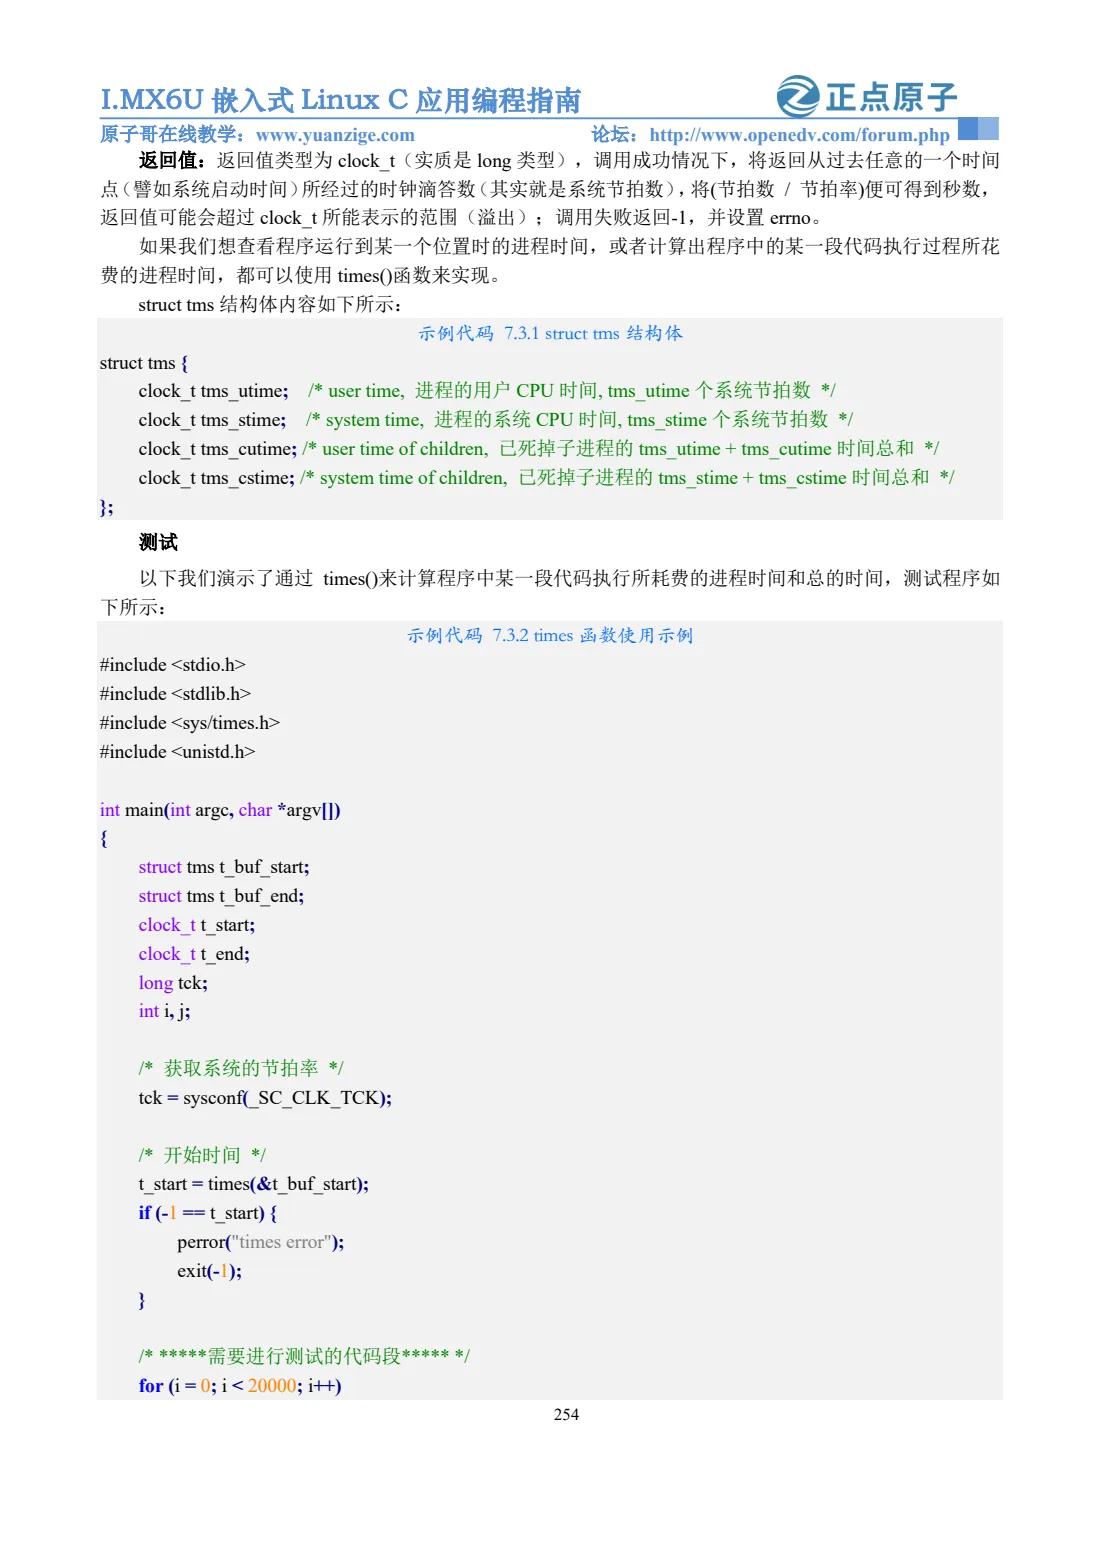 I.MX6U 嵌入式 Linux C 应用编程指南
正点原子
原子哥在线教学：www.yuanzige.com 论坛：http://www.openedv.com/forum.php
返回值：返回值类型为 clock_t（实质是 long 类型），调用成功情况下，将返回从过去任意的一个时间
点（譬如系统启动时间）所经过的时钟滴答数（其实就是系统节拍数），将(节拍数 / 节拍率)便可得到秒数，
返回值可能会超过 clock_t 所能表示的范围（溢出）；调用失败返回-1，并设置 errno。
如果我们想查看程序运行到某一个位置时的进程时间，或者计算出程序中的某一段代码执行过程所花
费的进程时间，都可以使用 times()函数来实现。
struct tms 结构体内容如下所示：
示例代码 7.3.1 struct tms 结构体
struct tms {
clock_t tms_utime; /* user time, 进程的用户 CPU 时间, tms_utime 个系统节拍数 */
clock_t tms_stime; /* system time, 进程的系统 CPU 时间, tms_stime 个系统节拍数 */
clock_t tms_cutime; /* user time of children, 已死掉子进程的 tms_utime + tms_cutime 时间总和 */
clock_t tms_cstime; /* system time of children, 已死掉子进程的 tms_stime + tms_cstime 时间总和 */
};
测试
以下我们演示了通过 times()来计算程序中某一段代码执行所耗费的进程时间和总的时间，测试程序如
下所示：
示例代码 7.3.2 times 函数使用示例
#include <stdio.h>
#include <stdlib.h>
#include <sys/times.h>
#include <unistd.h>
int main(int argc, char *argv[])
{
struct tms t_buf_start;
struct tms t_buf_end;
clock_t t_start;
clock_t t_end;
long tck;
int i, j;
/* 获取系统的节拍率 */
tck = sysconf(_SC_CLK_TCK);
/* 开始时间 */
t_start = times(&t_buf_start);
if (-1 == t_start) {
perror("times error");
exit(-1);
}
/* *****需要进行测试的代码段***** */
for (i = 0; i < 20000; i++)
254